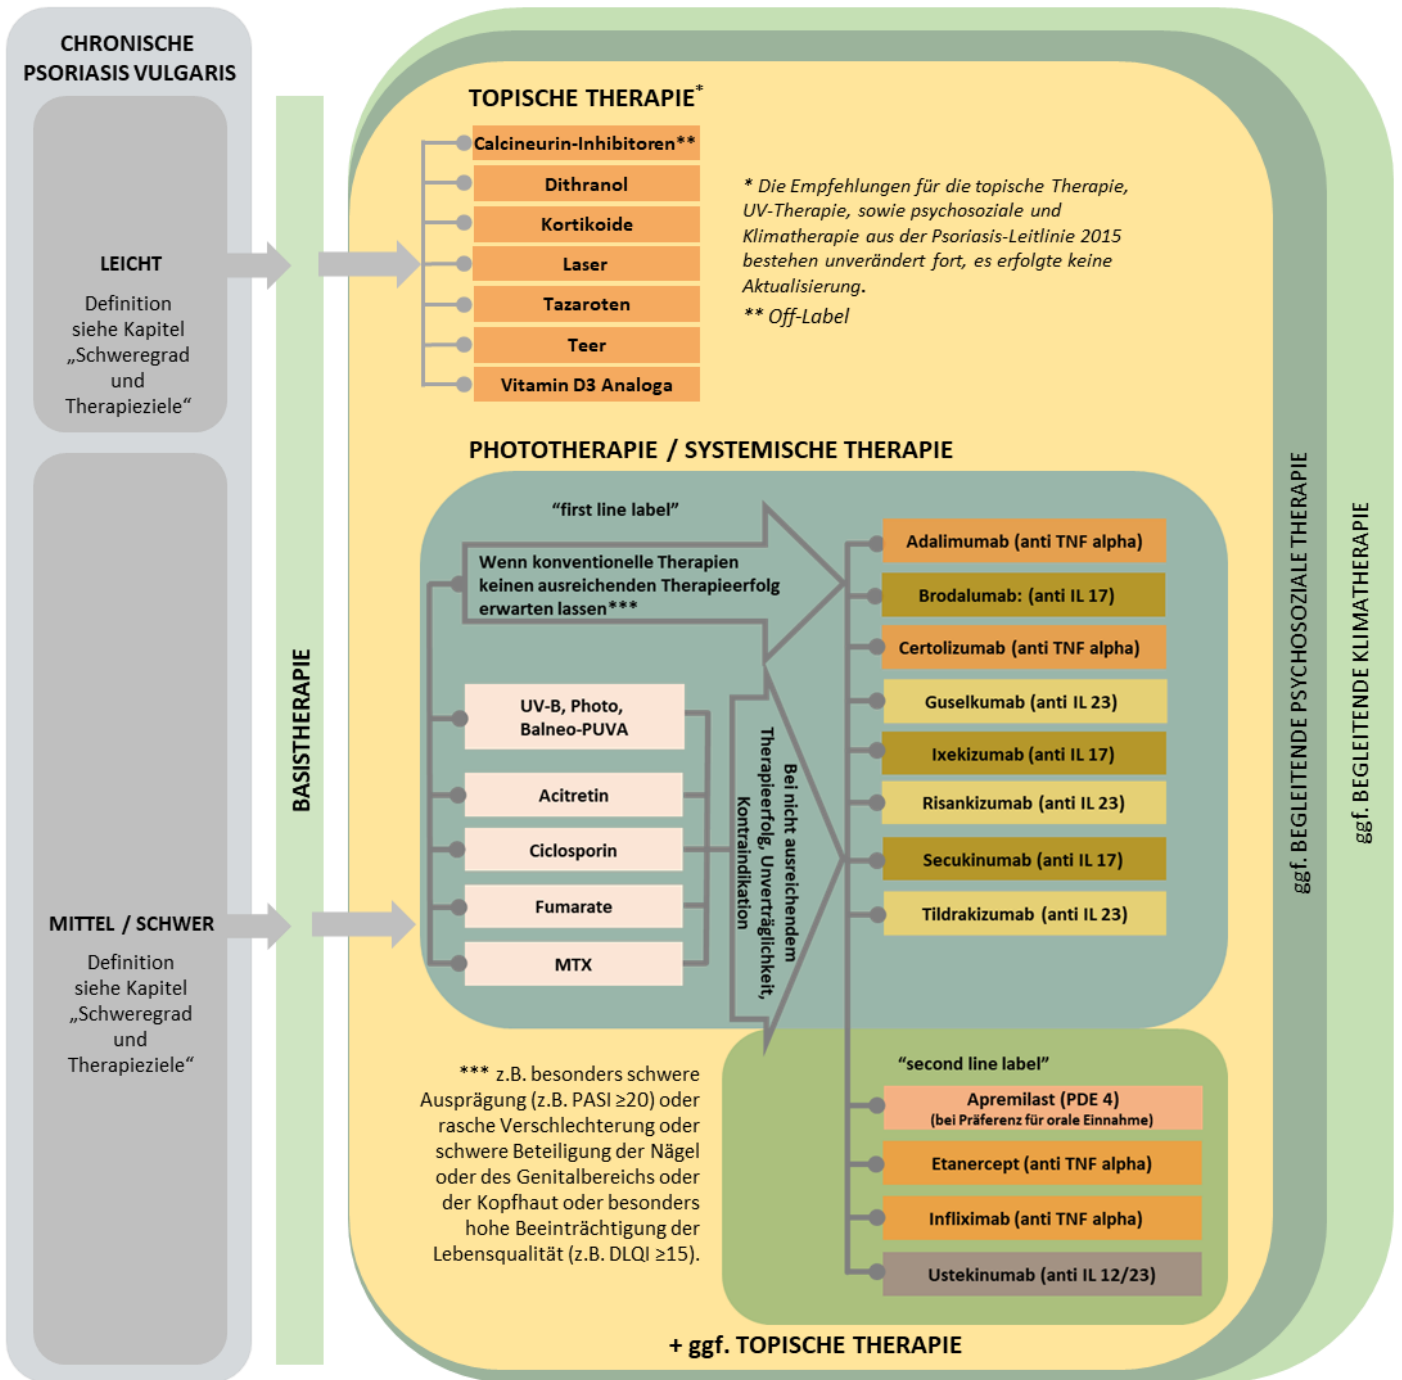 CHRONISCHE
PSORIASIS VULGARIS
LEICHT
Definition
siehe Kapitel
„Schweregrad
und
Therapieziele“
MITTEL / SCHWER
Definition
siehe Kapitel
„Schweregrad
und
Therapieziele“
BASISTHERAPIE
TOPISCHE THERAPIE*
Calcineurin-Inhibitoren**
Dithranol
Kortikoide
Laser
Tazaroten
Teer
Vitamin D3 Analoga
* Die Empfehlungen für die topische Therapie,
UV-Therapie, sowie psychosoziale und
Klimatherapie aus der Psoriasis-Leitlinie 2015
bestehen unverändert fort, es erfolgte keine
Aktualisierung.
** Off-Label
PHOTOTHERAPIE / SYSTEMISCHE THERAPIE
“first line label”
Wenn konventionelle Therapien
keinen ausreichenden Therapieerfolg
erwarten lassen***
UV-B, Photo,
Balneo-PUVA
Acitretin
Ciclosporin
Fumarate
MTX
Bei nicht ausreichendem
Therapieerfolg, Unverträglichkeit,
Kontraindikation
Adalimumab (anti TNF alpha)
Brodalumab: (anti IL 17)
Certolizumab (anti TNF alpha)
Guselkumab (anti IL 23)
Ixekizumab (anti IL 17)
Risankizumab (anti IL 23)
Secukinumab (anti IL 17)
Tildrakizumab (anti IL 23)
“second line label”
Apremilast (PDE 4)
(bei Präferenz für orale Einnahme)
Etanercept (anti TNF alpha)
Infliximab (anti TNF alpha)
Ustekinumab (anti IL 12/23)
*** z.B. besonders schwere
Ausprägung (z.B. PASI ≥20) oder
rasche Verschlechterung oder
schwere Beteiligung der Nägel
oder des Genitalbereichs oder
der Kopfhaut oder besonders
hohe Beeinträchtigung der
Lebensqualität (z.B. DLQI ≥15).
+ ggf. TOPISCHE THERAPIE
ggf. BEGLEITENDE PSYCHOSOZIALE THERAPIE
ggf. BEGLEITENDE KLIMATHERAPIE